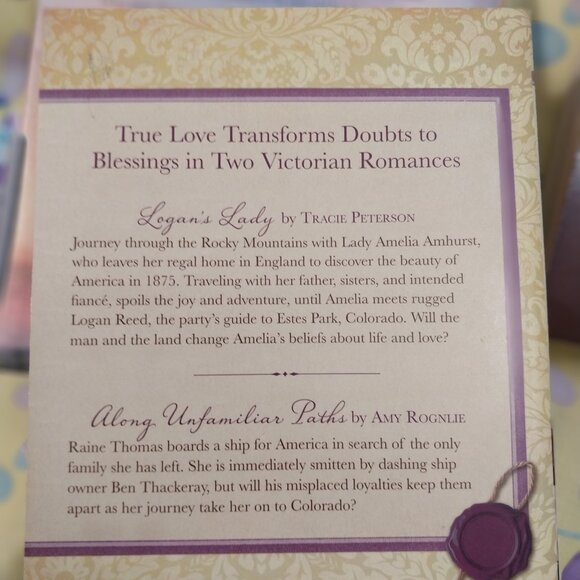 True Love Transforms Doubts to
Blessings in Two Victorian Romances
Logan's Lady by TRACIE PETERSON
Journey through the Rocky Mountains with Lady Amelia Amhurst,
who leaves her regal home in England to discover the beauty of
America in 1875. Traveling with her father, sisters, and intended
fiancé, spoils the joy and adventure, until Amelia meets rugged
Logan Reed, the party's guide to Estes Park, Colorado. Will the
man and the land change Amelia's beliefs about life and love?
Along Unfamiliar Paths by AMY ROGNLIE
Raine Thomas boards a ship for America in search of the only
family she has left. She is immediately smitten by dashing ship
owner Ben Thackeray, but will his misplaced loyalties keep them
apart as her journey take her on to Colorado?